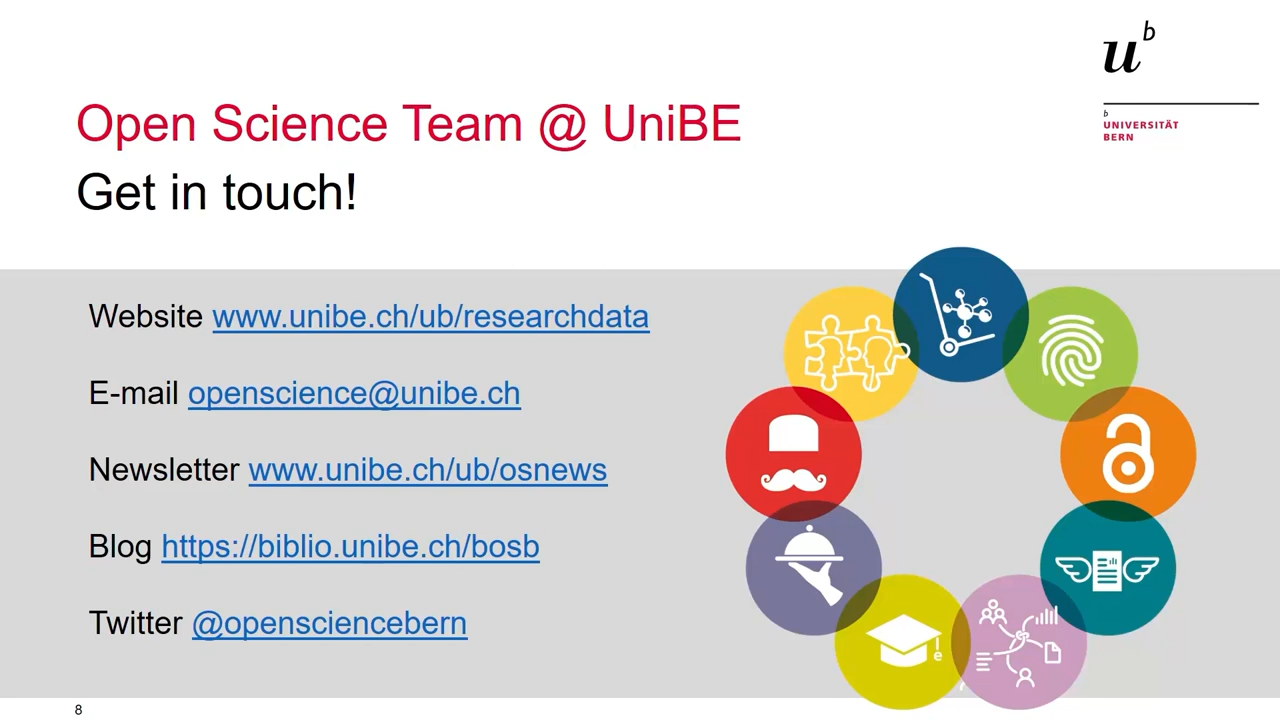 u^b
b
UNIVERSITÄT
BERN
Open Science Team @ UniBE
Get in touch!
Website www.unibe.ch/ub/researchdata
E-mail openscience@unibe.ch
Newsletter www.unibe.ch/ub/osnews
Blog https://biblio.unibe.ch/bosb
Twitter @opensciencebern
e
8